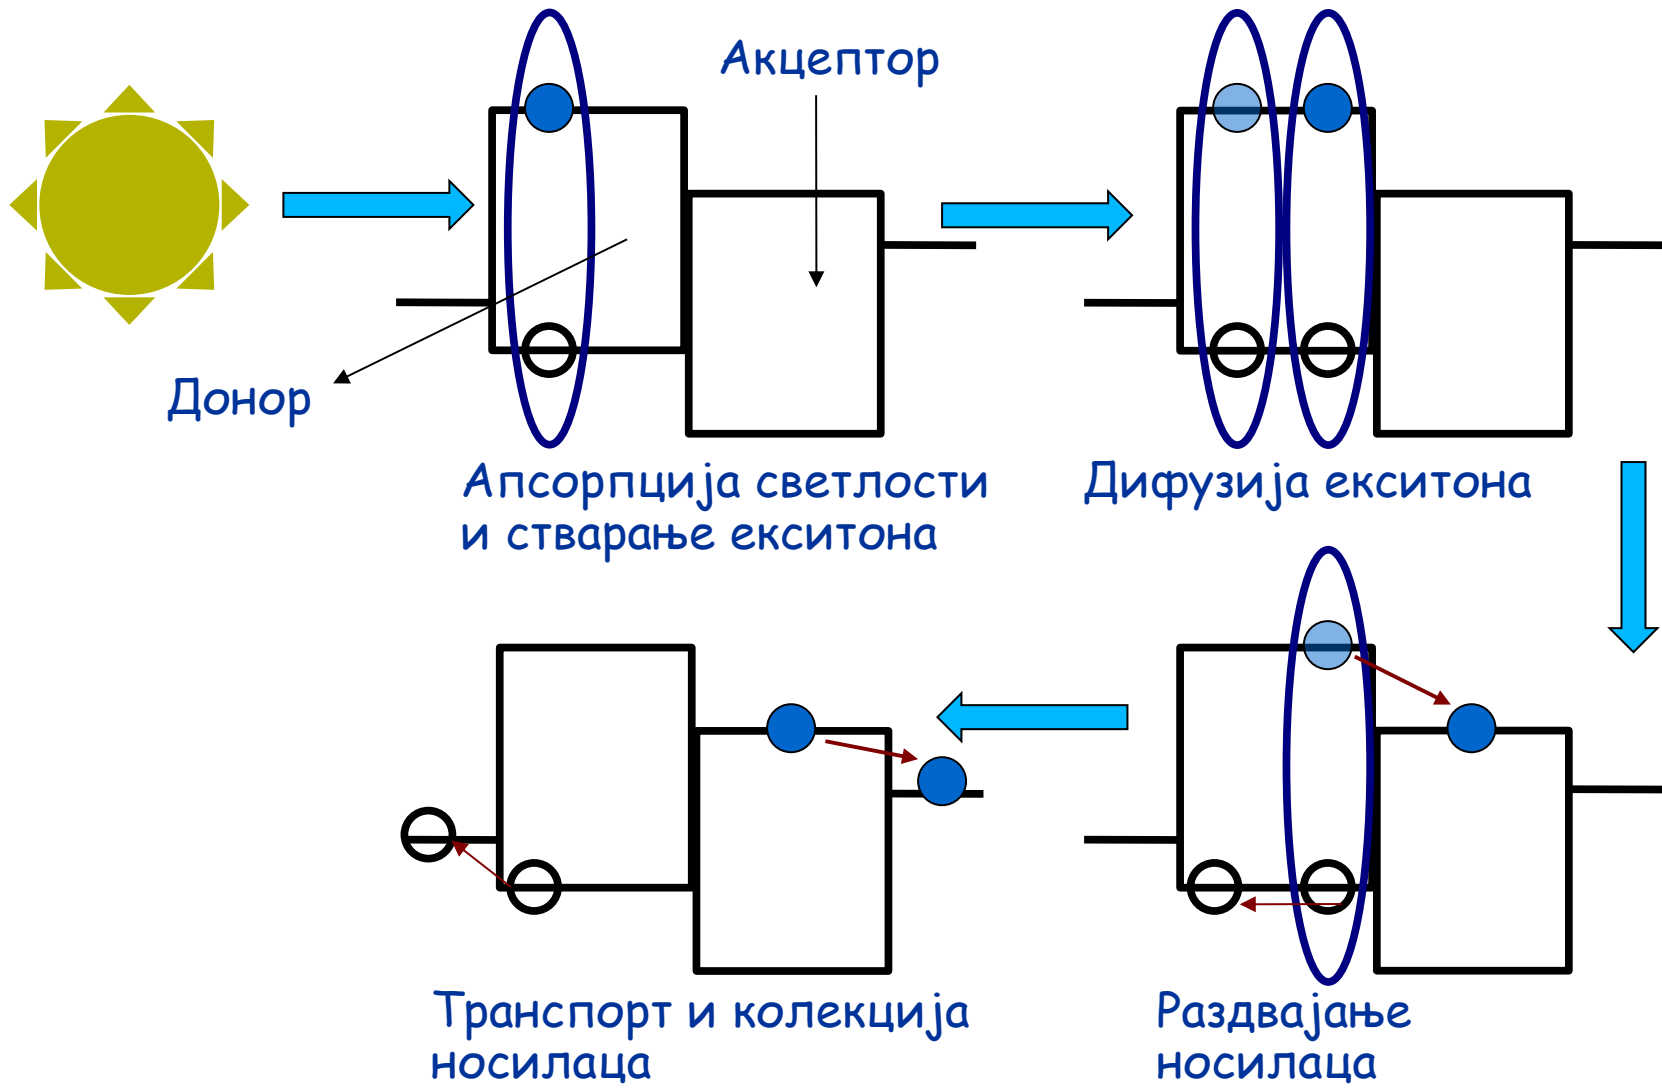 Акцептор
Донор
Апсорпција светлости
и стварање екситона
Дифузија екситона
Транспорт и колекција
носилаца
Раздвајање
носилаца